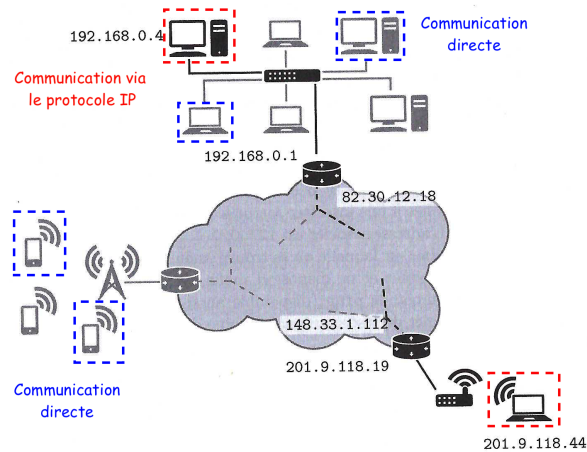 Communication
directe
192.168.0.4
Communication via
le protocole IP
192.168.0.1
82.30.12.18
148.33.1.112
201.9.118.19
Communication
directe
201.9.118.44